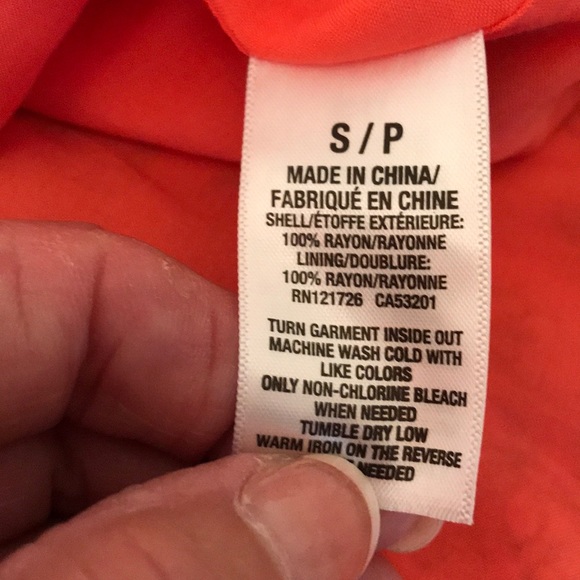 S / P
MADE IN CHINA/
FABRIQUÉ EN CHINE
SHELL/ÉTOFFE EXTÉRIEURE:
100% RAYON/RAYONNE
LINING/DOUBLURE:
100% RAYON/RAYONNE
RN121726 CA53201
TURN GARMENT INSIDE OUT
MACHINE WASH COLD WITH
LIKE COLORS
ONLY NON-CHLORINE BLEACH
WHEN NEEDED
TUMBLE DRY LOW
WARM IRON ON THE REVERSE
NEEDED